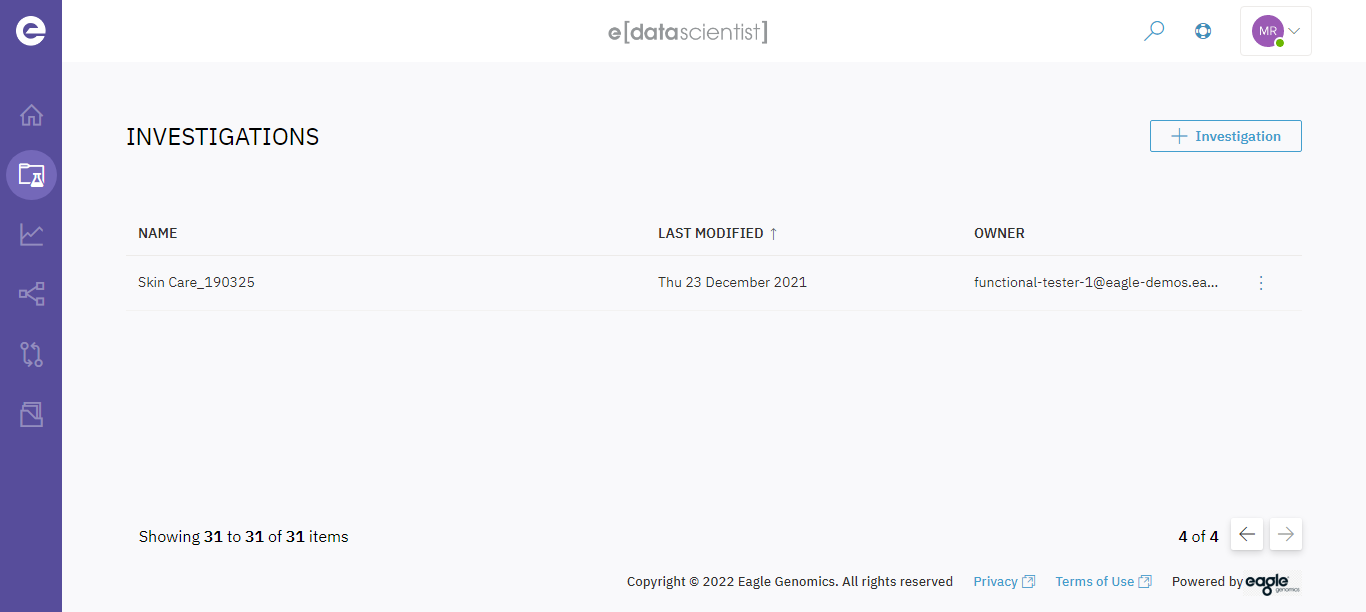 e
e[datascientist]
MR
INVESTIGATIONS
Investigation
NAME LAST MODIFIED ↑ OWNER
Skin Care_190325 Thu 23 December 2021 functional-tester-1@eagle-demos.ea...
Showing 31 to 31 of 31 items 4 of 4
Copyright © 2022 Eagle Genomics. All rights reserved Privacy Terms of Use Powered by eagle genomics